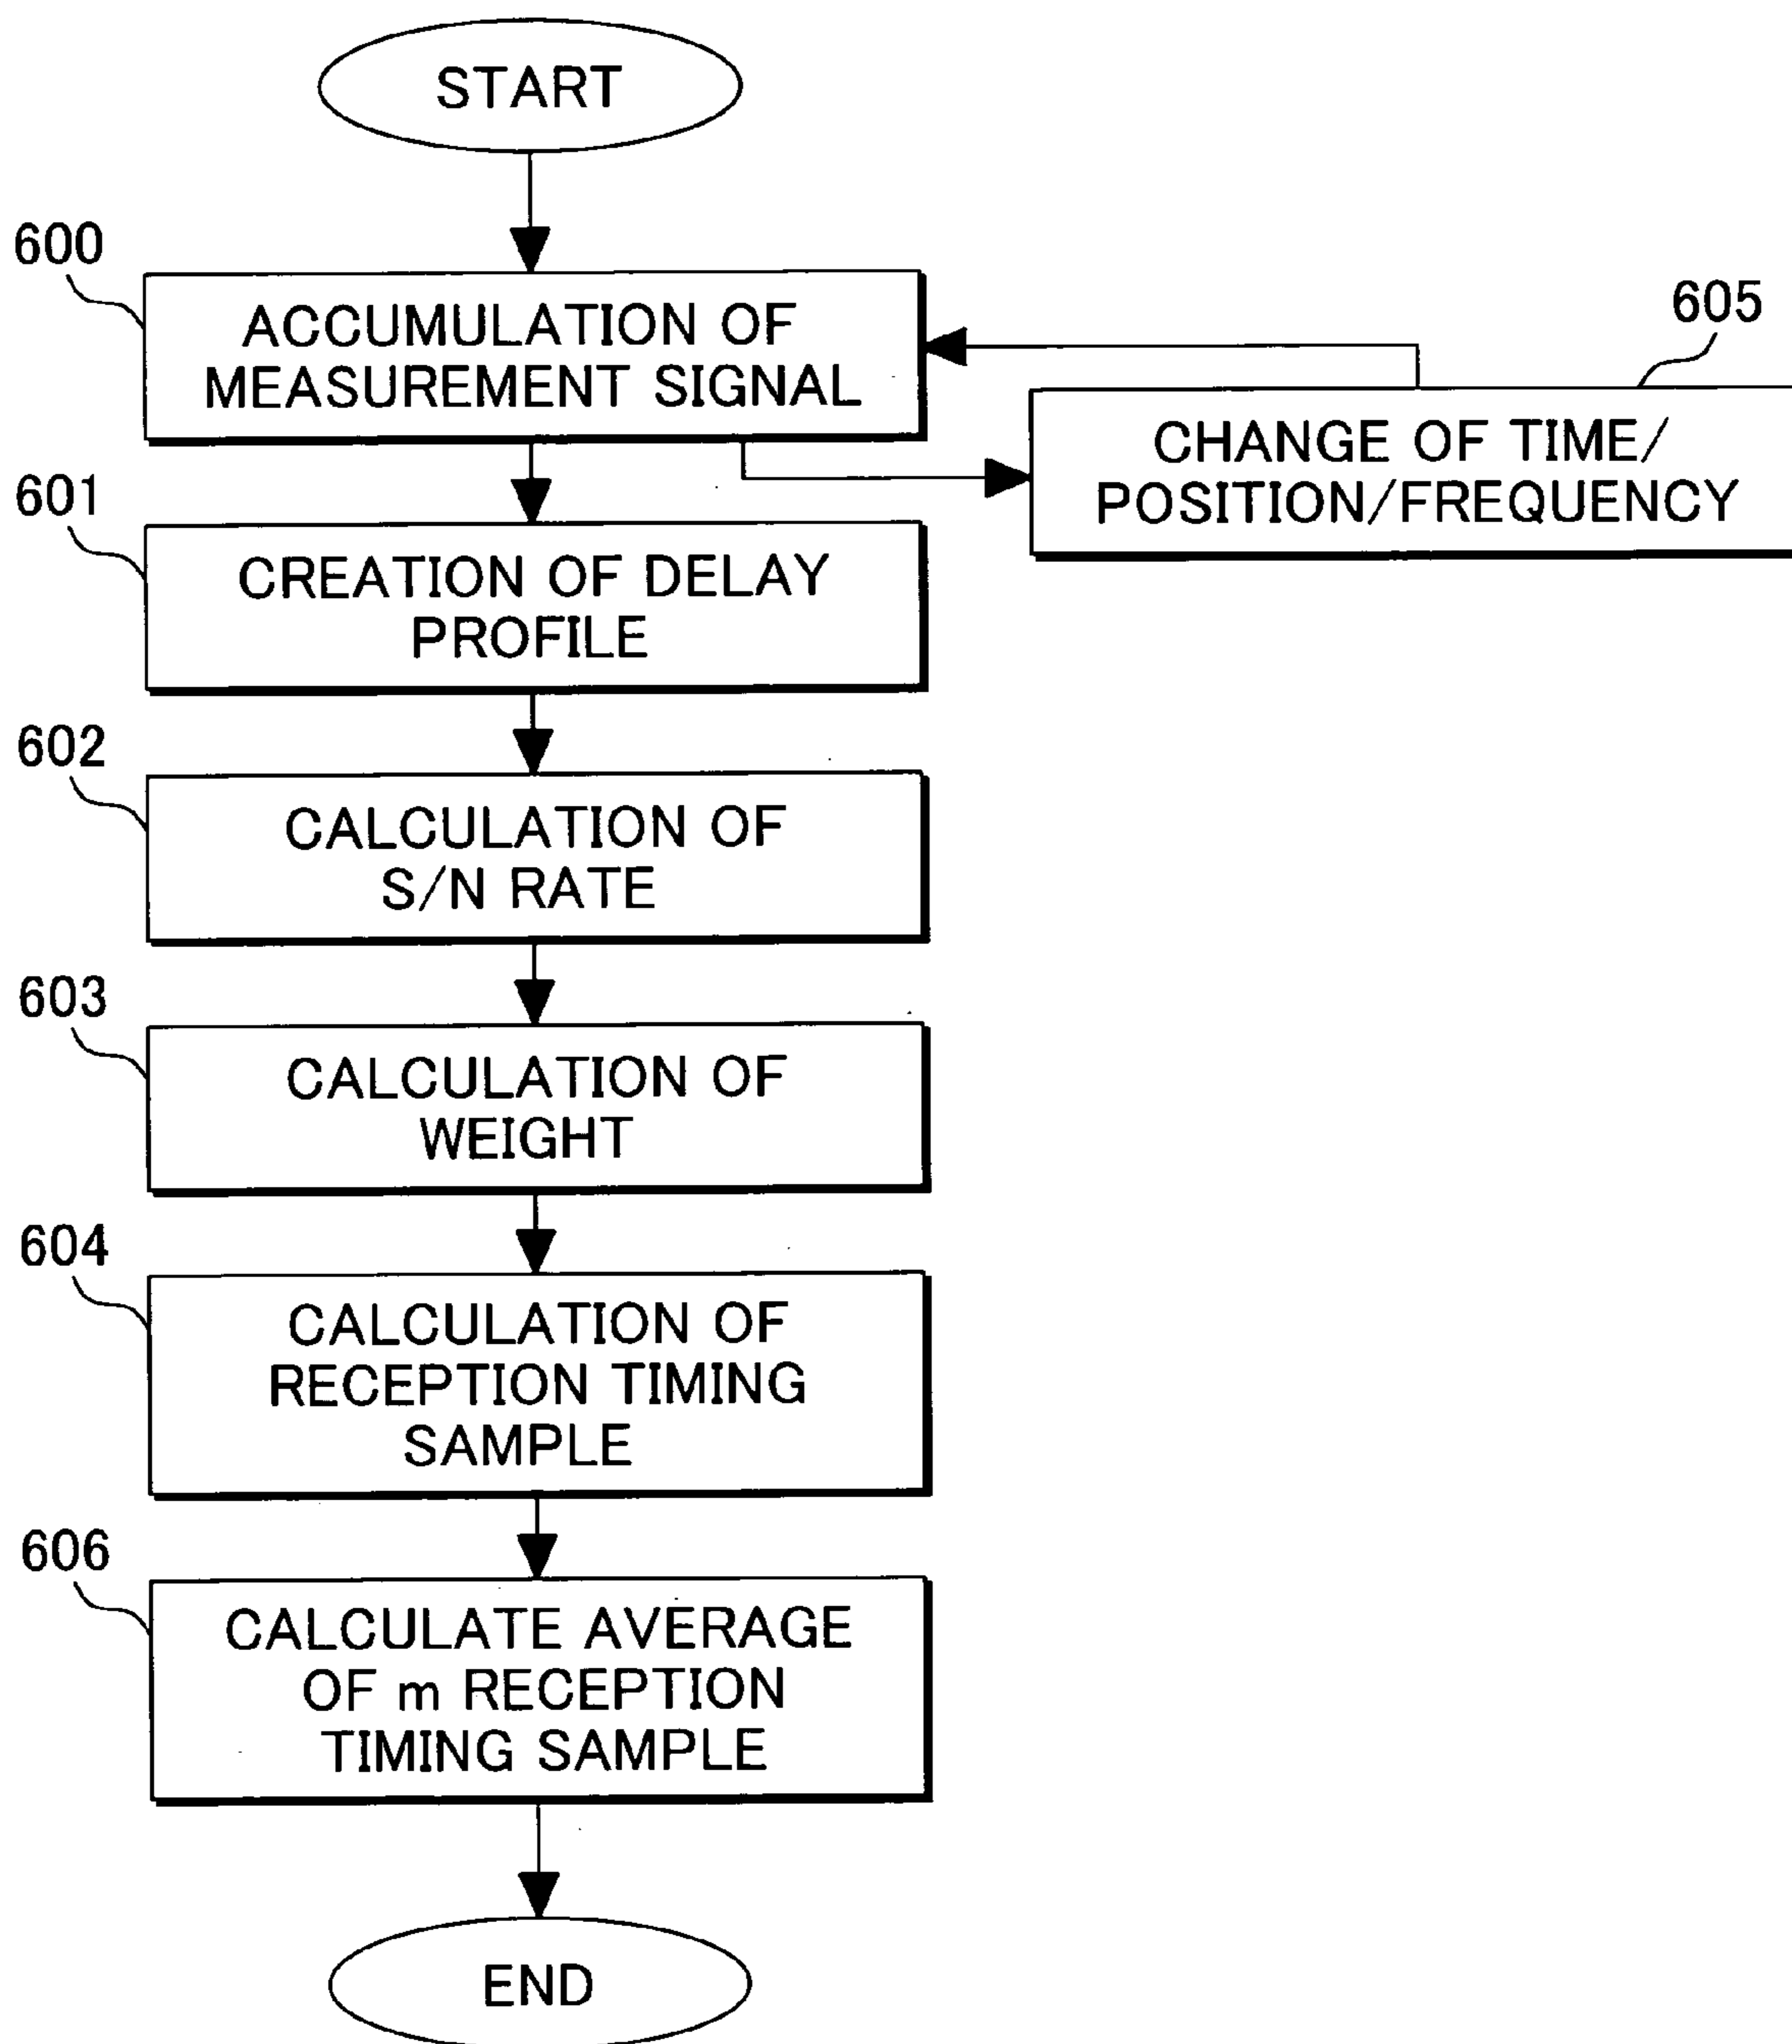 START
600
ACCUMULATION OF
MEASUREMENT SIGNAL
605
CHANGE OF TIME/
POSITION/FREQUENCY
601
CREATION OF DELAY
PROFILE
602
CALCULATION OF
S/N RATE
603
CALCULATION OF
WEIGHT
604
CALCULATION OF
RECEPTION TIMING
SAMPLE
606
CALCULATE AVERAGE
OF m RECEPTION
TIMING SAMPLE
END